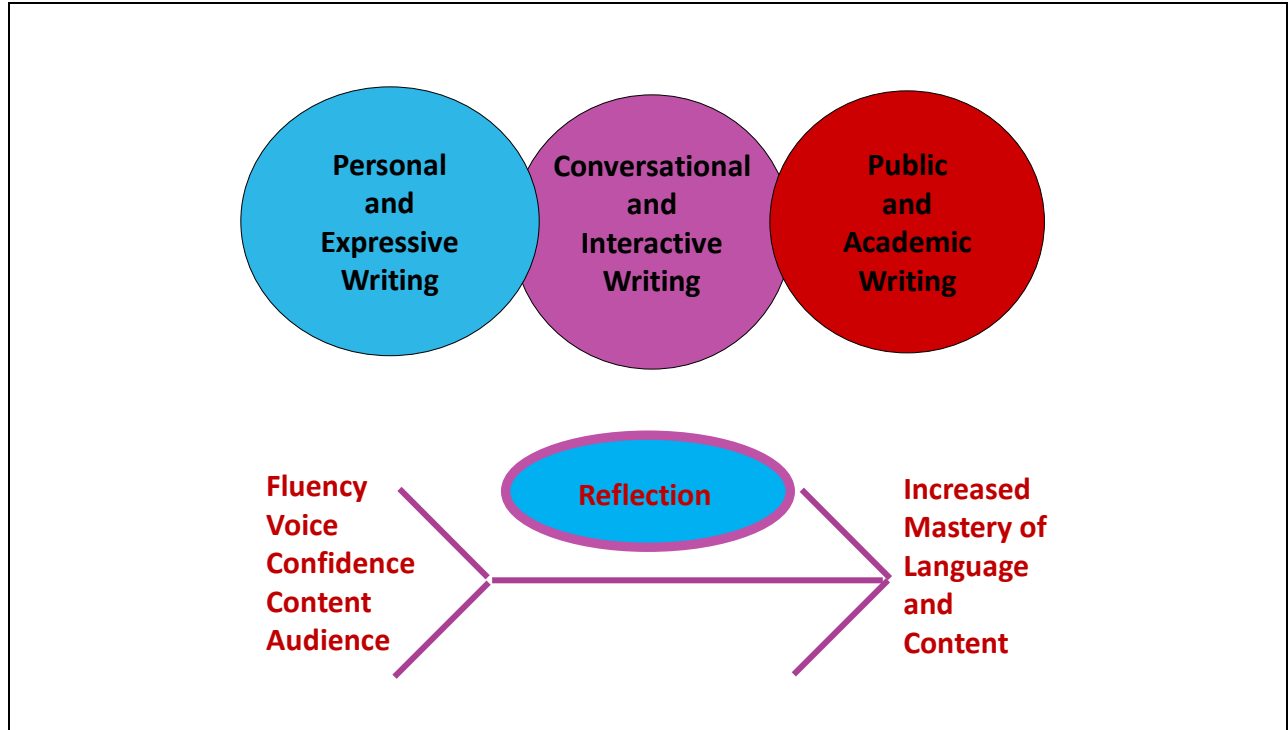 Personal
and
Expressive
Writing
Conversational
and
Interactive
Writing
Public
and
Academic
Writing
Fluency
Voice
Confidence
Content
Audience
Reflection
Increased
Mastery of
Language
and
Content